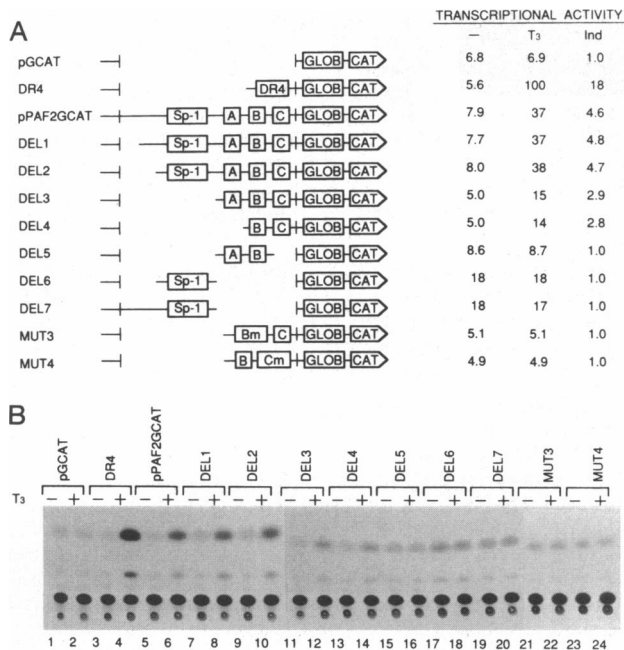 A
TRANSCRIPTIONAL ACTIVITY
— T3 Ind
pGCAT GLOB CAT 6.8 6.9 1.0
DR4 DR4 GLOB CAT 5.6 100 18
pPAF2GCAT Sp-1 A B C GLOB CAT 7.9 37 4.6
DEL1 Sp-1 A B C GLOB CAT 7.7 37 4.8
DEL2 Sp-1 A B C GLOB CAT 8.0 38 4.7
DEL3 A B C GLOB CAT 5.0 15 2.9
DEL4 B C GLOB CAT 5.0 14 2.8
DEL5 A B GLOB CAT 8.6 8.7 1.0
DEL6 Sp-1 GLOB CAT 18 18 1.0
DEL7 Sp-1 GLOB CAT 18 17 1.0
MUT3 Bm C GLOB CAT 5.1 5.1 1.0
MUT4 B Cm GLOB CAT 4.9 4.9 1.0
B
pGCAT DR4 pPAF2GCAT DEL1 DEL2 DEL3 DEL4 DEL5 DEL6 DEL7 MUT3 MUT4
T3 − + − + − + − + − + − + − + − + − + − + − + − +
1 2 3 4 5 6 7 8 9 10 11 12 13 14 15 16 17 18 19 20 21 22 23 24